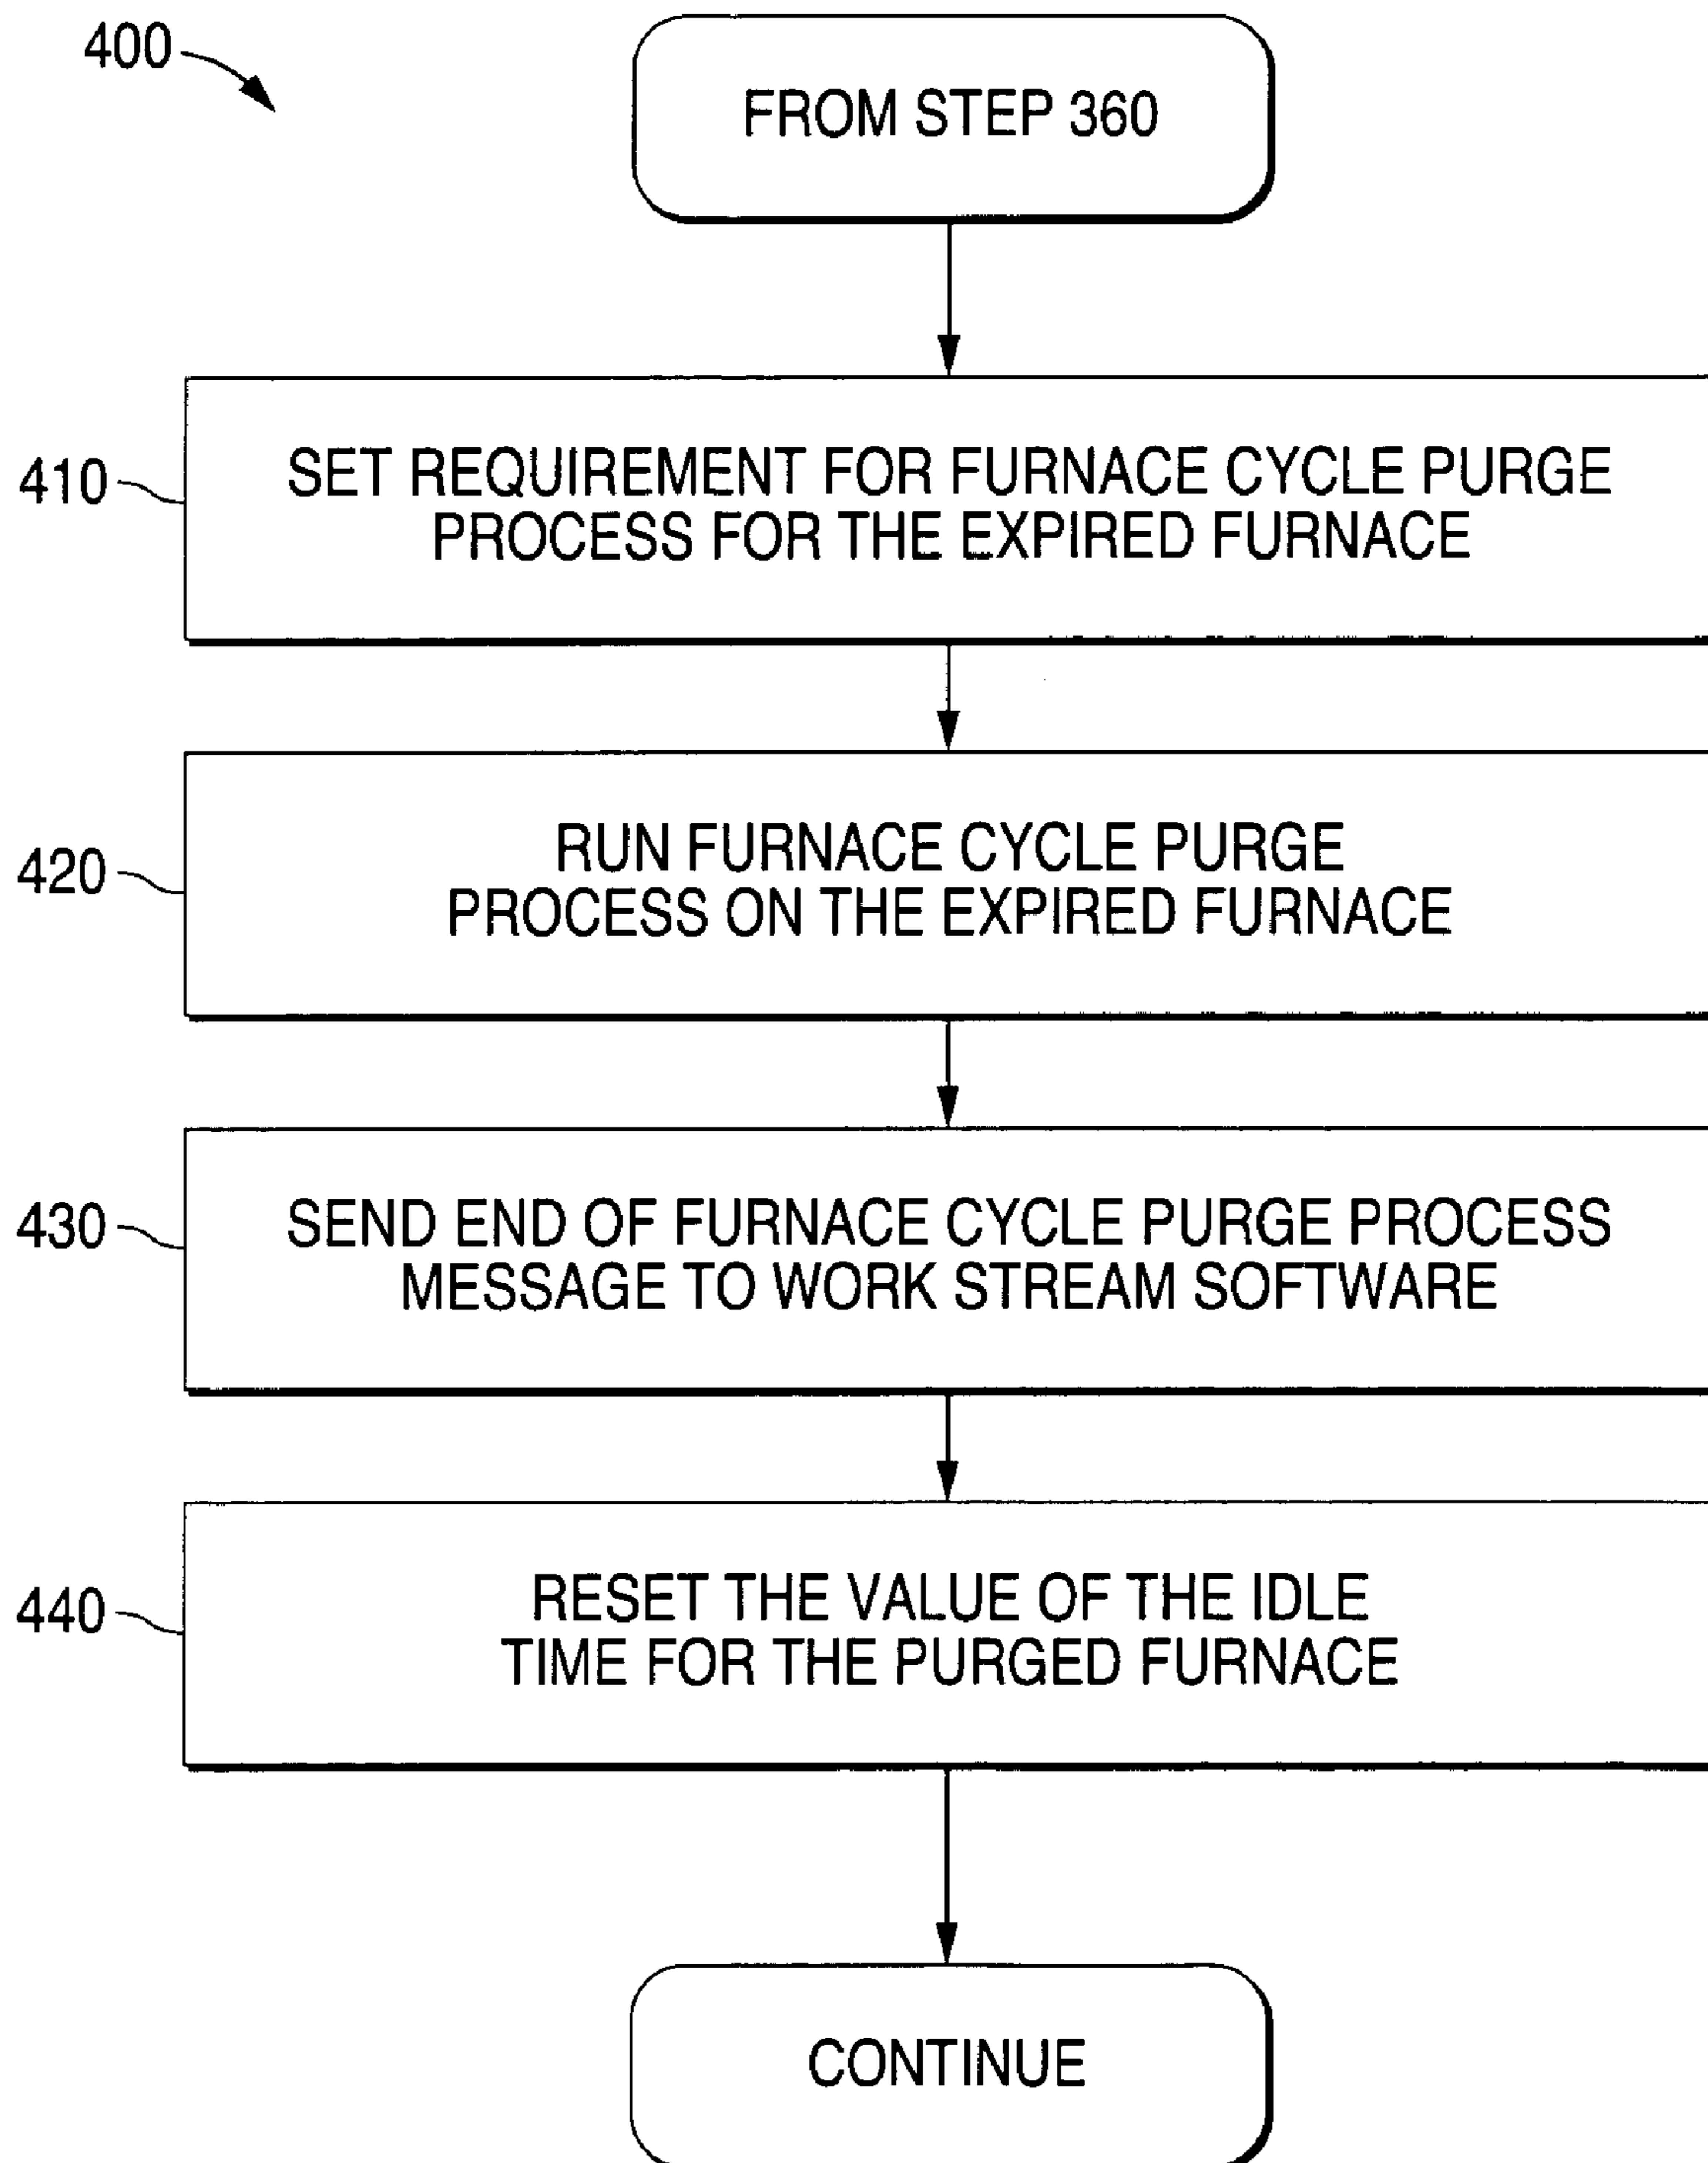 400
FROM STEP 360
410
SET REQUIREMENT FOR FURNACE CYCLE PURGE
PROCESS FOR THE EXPIRED FURNACE
420
RUN FURNACE CYCLE PURGE
PROCESS ON THE EXPIRED FURNACE
430
SEND END OF FURNACE CYCLE PURGE PROCESS
MESSAGE TO WORK STREAM SOFTWARE
440
RESET THE VALUE OF THE IDLE
TIME FOR THE PURGED FURNACE
CONTINUE